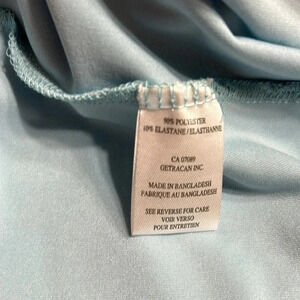 90% POLYESTER
10% ELASTANE / ELASTHANNE
CA 07089
GETRACAN INC.
MADE IN BANGLADESH
FABRIQUE AU BANGLADESH
SEE REVERSE FOR CARE
VOIR VERSO
POUR ENTRETIEN